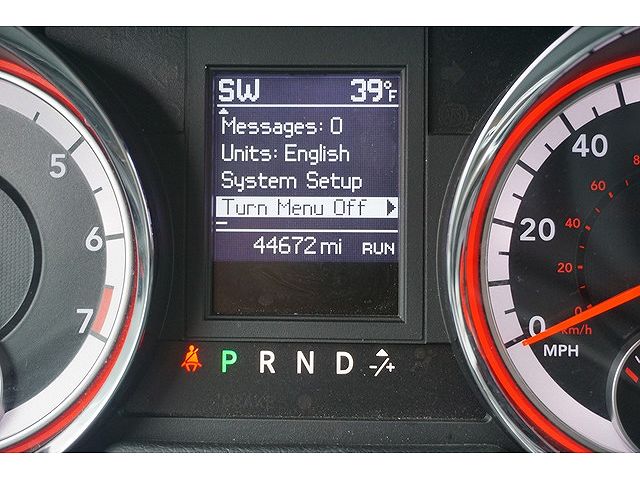 SW 39°F
Messages: 0
Units: English
System Setup
Turn Menu Off
44672 mi RUN
P R N D -/+
5
6
7
40
20
0
MPH
60
40
20
0
km/h